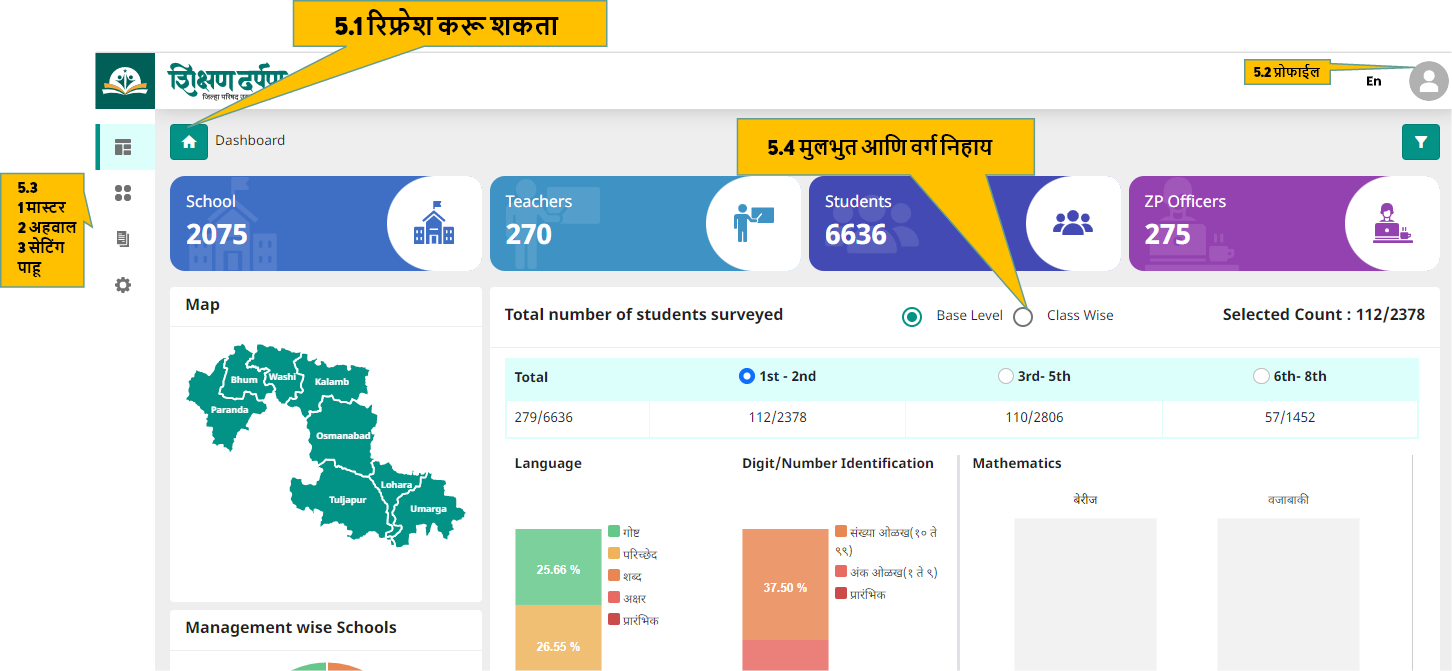 5.1 रिफ्रेश करू शकता
शिक्षण दर्पण
जिल्हा परिषद
5.2 प्रोफाईल
En
Dashboard
5.4 मुलभुत आणि वर्ग निहाय
5.3
1 मास्टर
2 अहवाल
3 सेटिंग
पाहू
School
2075
Teachers
270
Students
6636
ZP Officers
275
Map
Bhum
Washi
Kalamb
Paranda
Osmanabad
Tuljapur
Lohara
Umarga
Management wise Schools
Total number of students surveyed
Base Level
Class Wise
Selected Count : 112/2378
Total 1st - 2nd 3rd- 5th 6th- 8th
279/6636 112/2378 110/2806 57/1452
Language
25.66 %
26.55 %
गोष्ट
परिच्छेद
शब्द
अक्षर
प्रारंभिक
Digit/Number Identification
37.50 %
संख्या ओळख(१० ते
९९)
अंक ओळख(१ ते ९)
प्रारंभिक
Mathematics
बेरीज
वजाबाकी